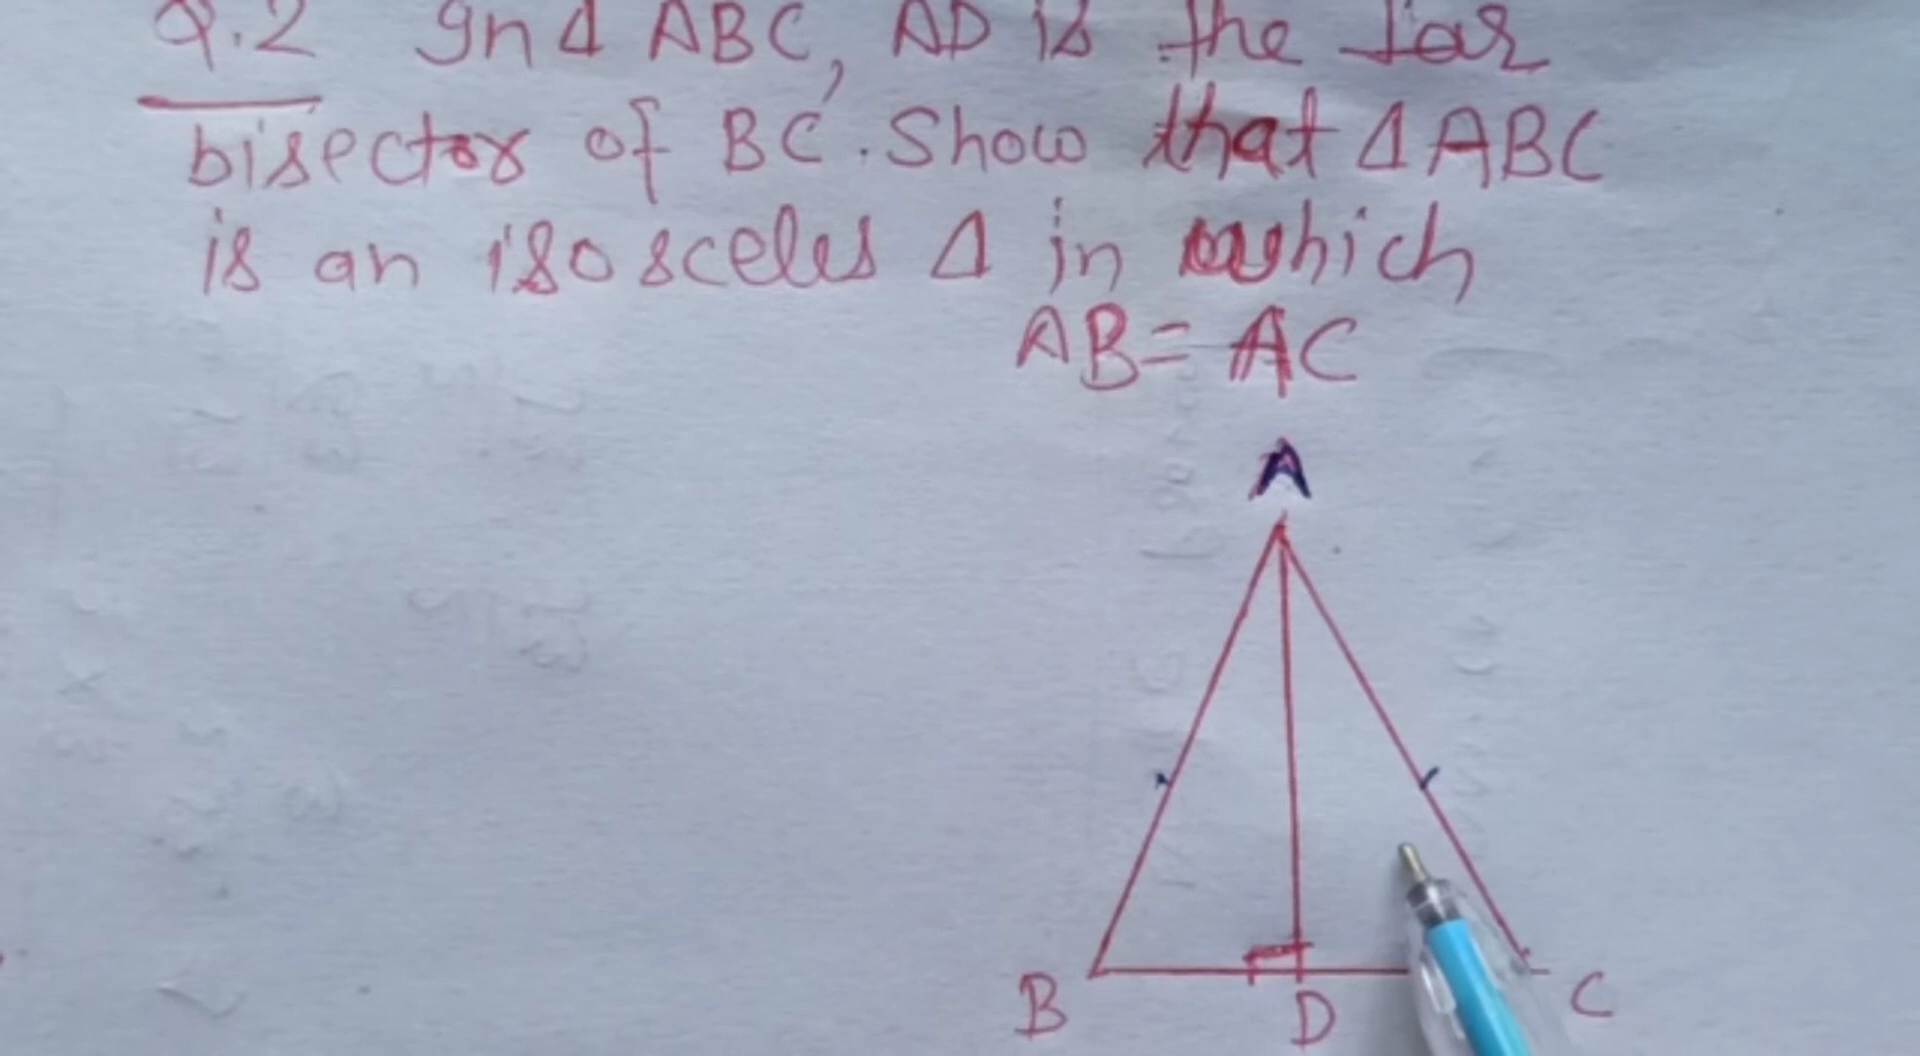 Q.2 In Δ ABC, AD is the ⊥ar
bisector of BC. Show that Δ ABC
is an isosceles Δ in which
AB = AC
A
B D C